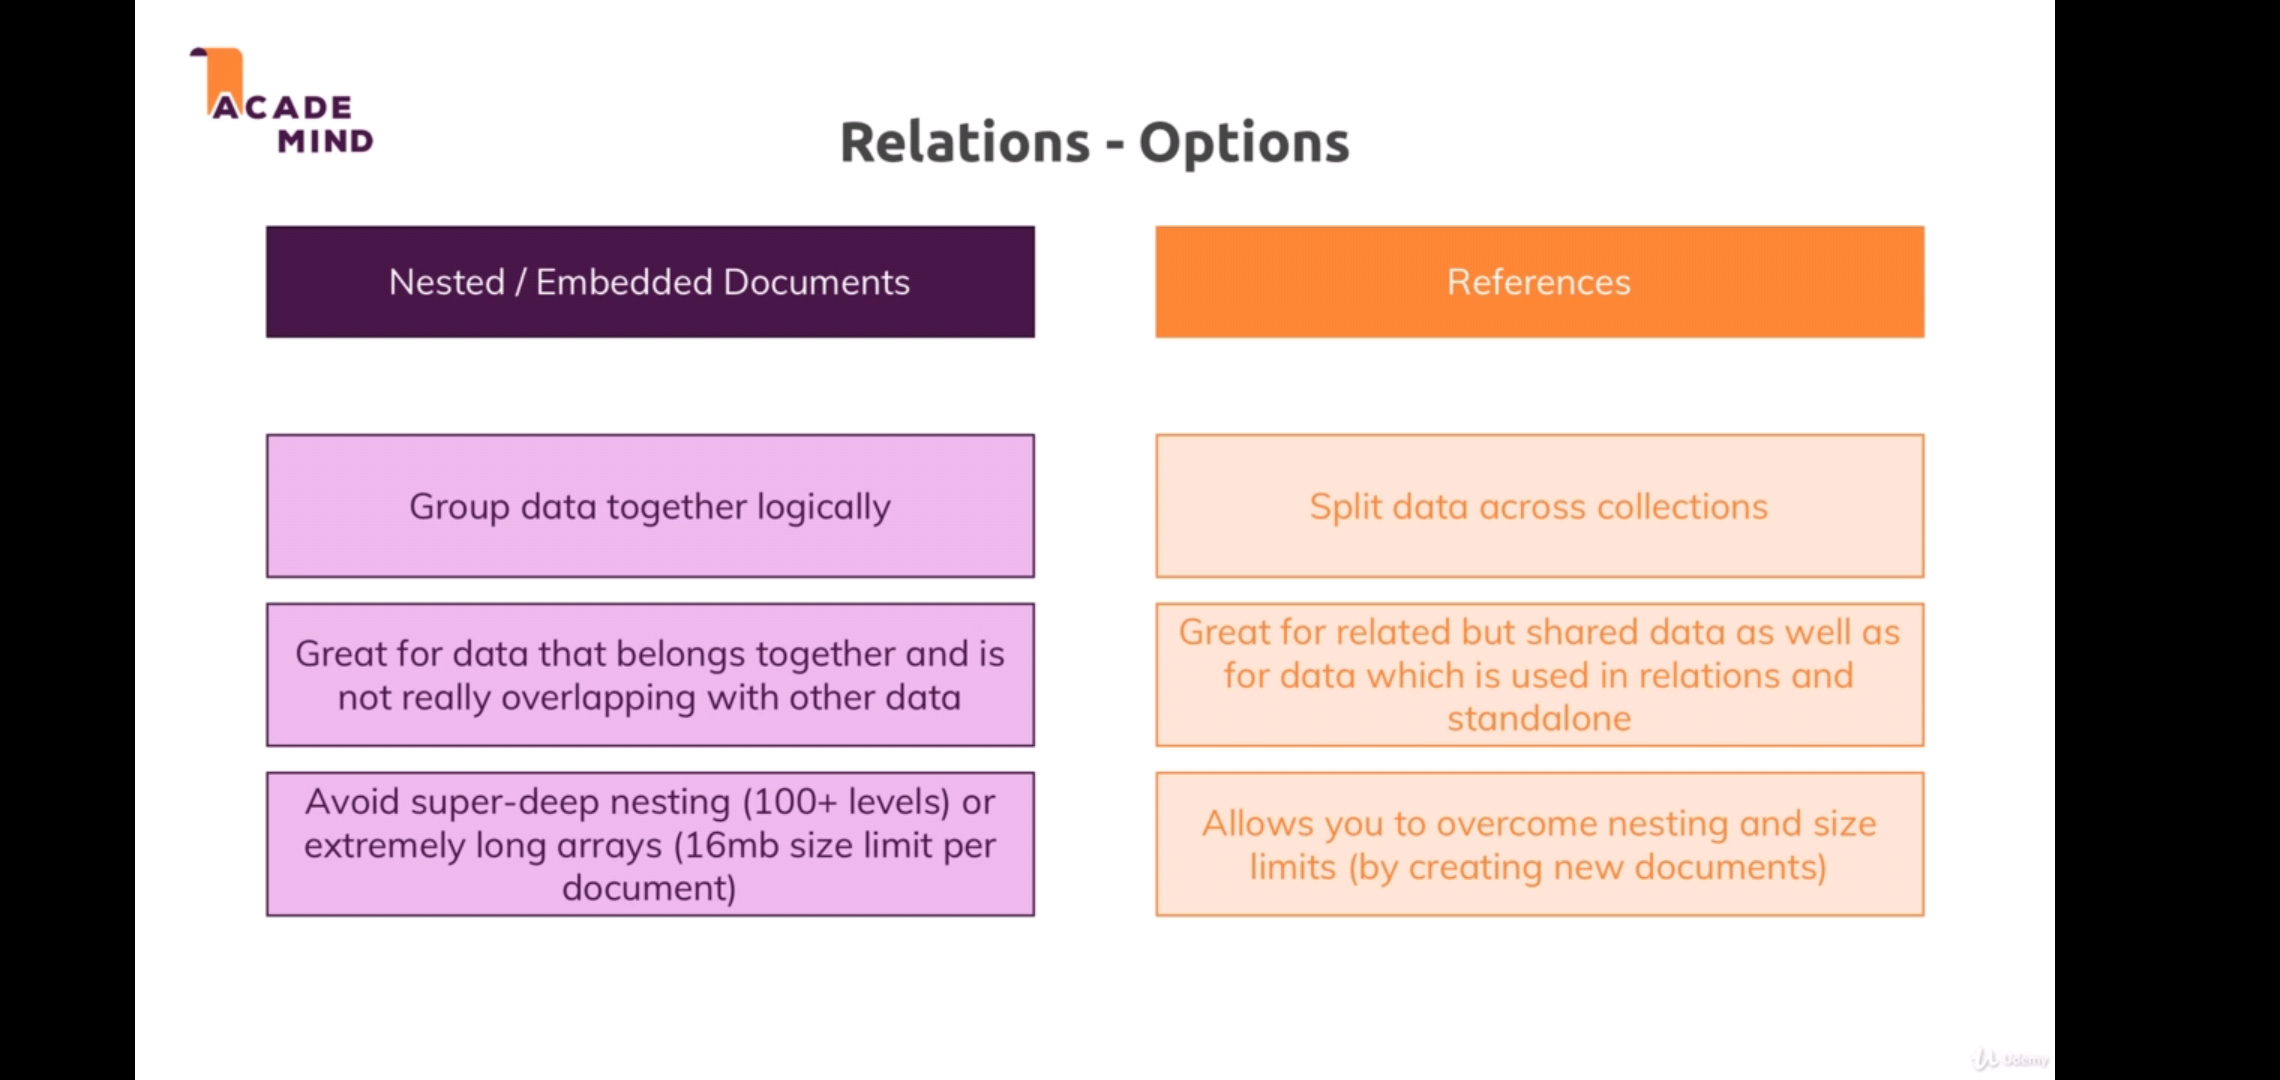 ACADE
MIND
Relations - Options
Nested / Embedded Documents
References
Group data together logically
Split data across collections
Great for data that belongs together and is
not really overlapping with other data
Great for related but shared data as well as
for data which is used in relations and
standalone
Avoid super-deep nesting (100+ levels) or
extremely long arrays (16mb size limit per
document)
Allows you to overcome nesting and size
limits (by creating new documents)
Udemy